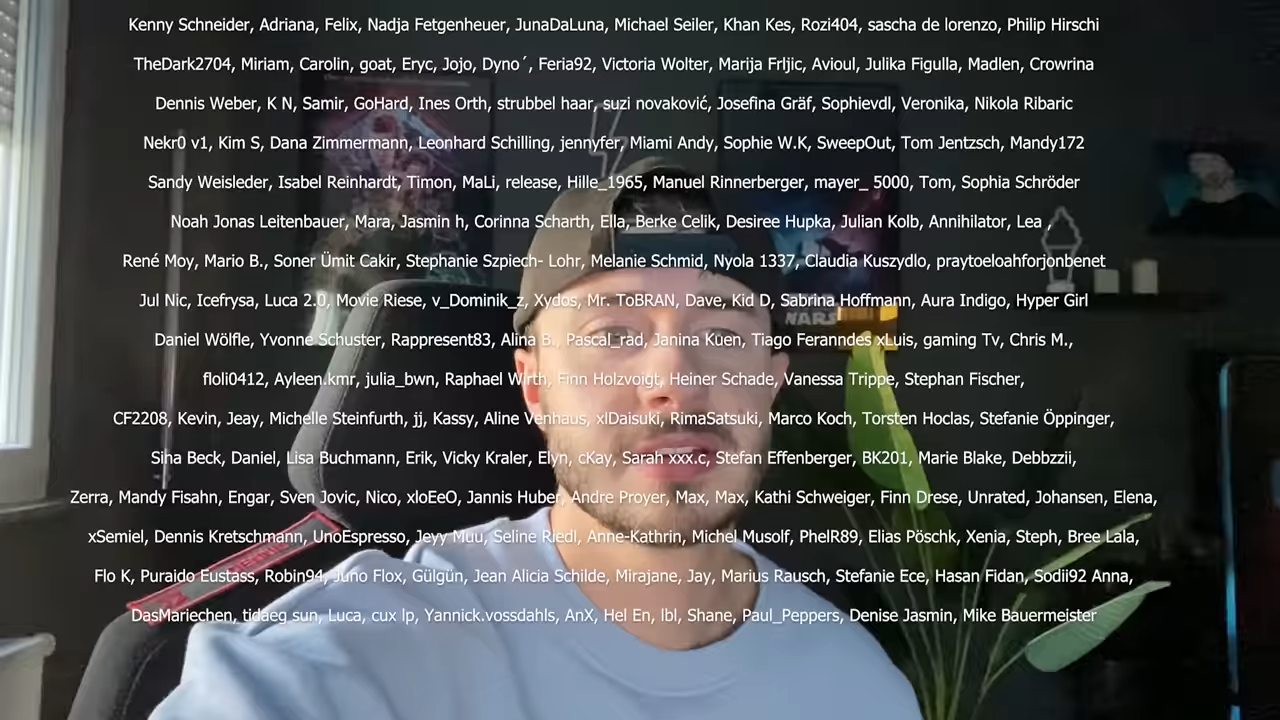 Kenny Schneider, Adriana, Felix, Nadja Fetgenheuer, JunaDaLuna, Michael Seiler, Khan Kes, Rozi404, sascha de lorenzo, Philip Hirschi
TheDark2704, Miriam, Carolin, goat, Eryc, Jojo, Dyno´, Feria92, Victoria Wolter, Marija Frljic, Avioul, Julika Figulla, Madlen, Crowrina
Dennis Weber, K N, Samir, GoHard, Ines Orth, strubbel haar, suzi novaković, Josefina Gräf, Sophievdl, Veronika, Nikola Ribaric
Nekr0 v1, Kim S, Dana Zimmermann, Leonhard Schilling, jennyfer, Miami Andy, Sophie W.K, SweepOut, Tom Jentzsch, Mandy172
Sandy Weisleder, Isabel Reinhardt, Timon, MaLi, release, Hille_1965, Manuel Rinnerberger, mayer_ 5000, Tom, Sophia Schröder
Noah Jonas Leitenbauer, Mara, Jasmin h, Corinna Scharth, Ella, Berke Celik, Desiree Hupka, Julian Kolb, Annihilator, Lea ,
René Moy, Mario B., Soner Ümit Cakir, Stephanie Szpiech- Lohr, Melanie Schmid, Nyola 1337, Claudia Kuszydlo, praytoeloahforjonbenet
Jul Nic, Icefrysa, Luca 2.0, Movie Riese, v_Dominik_z, Xydos, Mr. ToBRAN, Dave, Kid D, Sabrina Hoffmann, Aura Indigo, Hyper Girl
WARS
Daniel Wölfle, Yvonne Schuster, Rappresent83, Alina B., Pascal_rad, Janina Küen, Tiago Feranndes xLuis, gaming Tv, Chris M.,
floli0412, Ayleen.kmr, julia_bwn, Raphael Wirth, Finn Holzvoigt, Heiner Schade, Vanessa Trippe, Stephan Fischer,
CF2208, Kevin, Jeay, Michelle Steinfurth, jj, Kassy, Aline Venhaus, xlDaisuki, RimaSatsuki, Marco Koch, Torsten Hoclas, Stefanie Öppinger,
Siha Beck, Daniel, Lisa Buchmann, Erik, Vicky Kraler, Elyn, cKay, Sarah xxx.c, Stefan Effenberger, BK201, Marie Blake, Debbzzii,
Zerra, Mandy Fisahn, Engar, Sven Jovic, Nico, xloEeO, Jannis Huber, Andre Proyer, Max, Max, Kathi Schweiger, Finn Drese, Unrated, Johansen, Elena,
xSemiel, Dennis Kretschmann, UnoEspresso, Jeyy Muu, Seline Riedl, Anne-Kathrin, Michel Musolf, PhelR89, Elias Pöschk, Xenia, Steph, Bree Lala,
Flo K, Puraido Eustass, Robin94, Juno Flox, Gülgün, Jean Alicia Schilde, Mirajane, Jay, Marius Rausch, Stefanie Ece, Hasan Fidan, Sodii92 Anna,
DasMariechen, tidaeg sun, Luca, cux lp, Yannick.vossdahls, AnX, Hel En, lbl, Shane, Paul_Peppers, Denise Jasmin, Mike Bauermeister